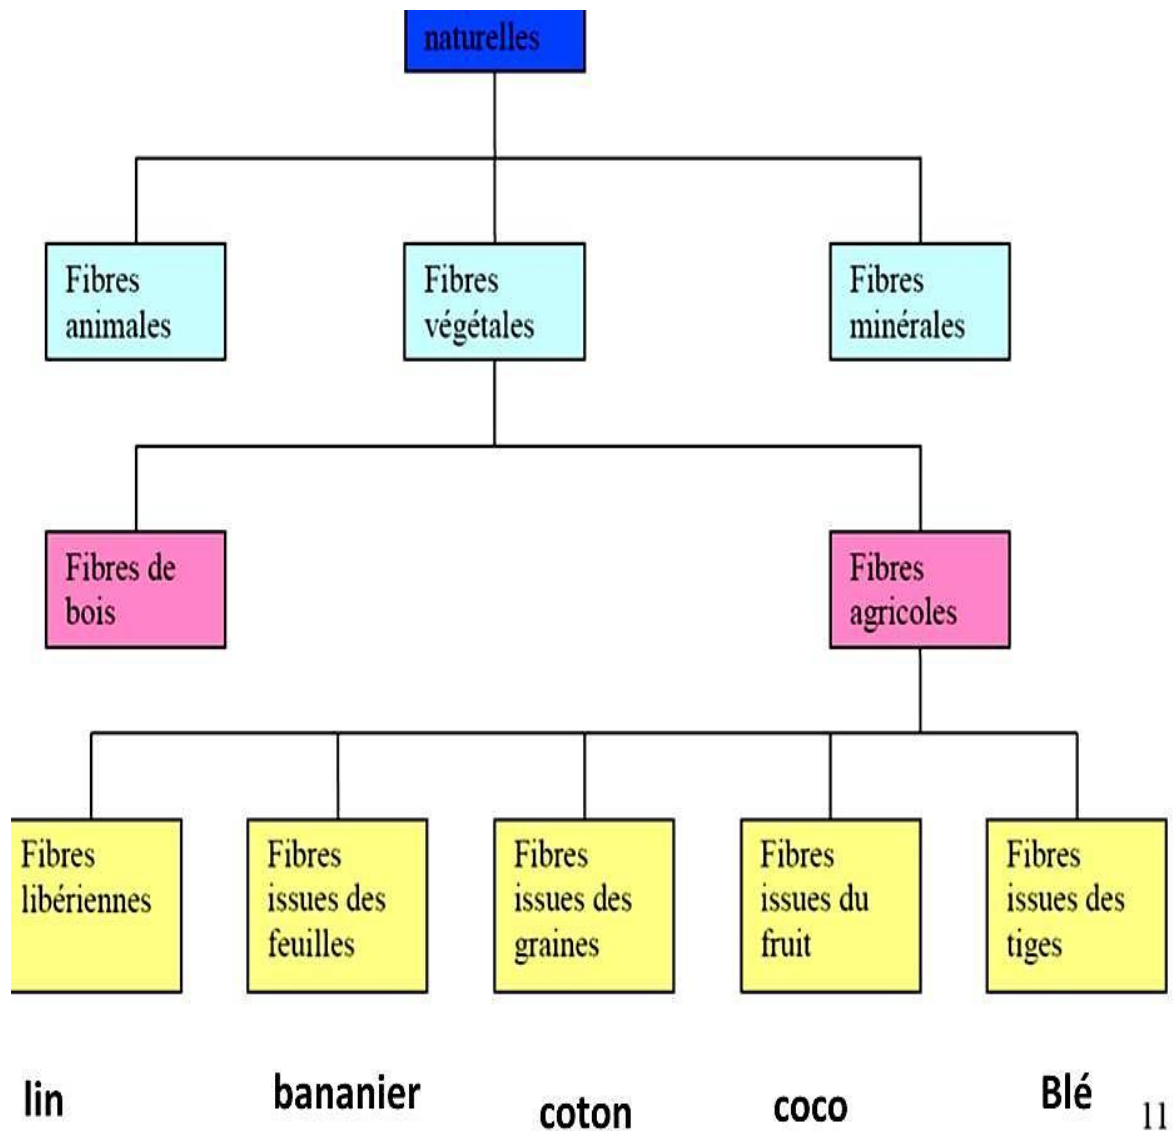 naturelles
Fibres
animales
Fibres
végétales
Fibres
minérales
Fibres de
bois
Fibres
agricoles
Fibres
libériennes
Fibres
issues des
feuilles
Fibres
issues des
graines
Fibres
issues du
fruit
Fibres
issues des
tiges
lin
bananier
coton
coco
Blé
11